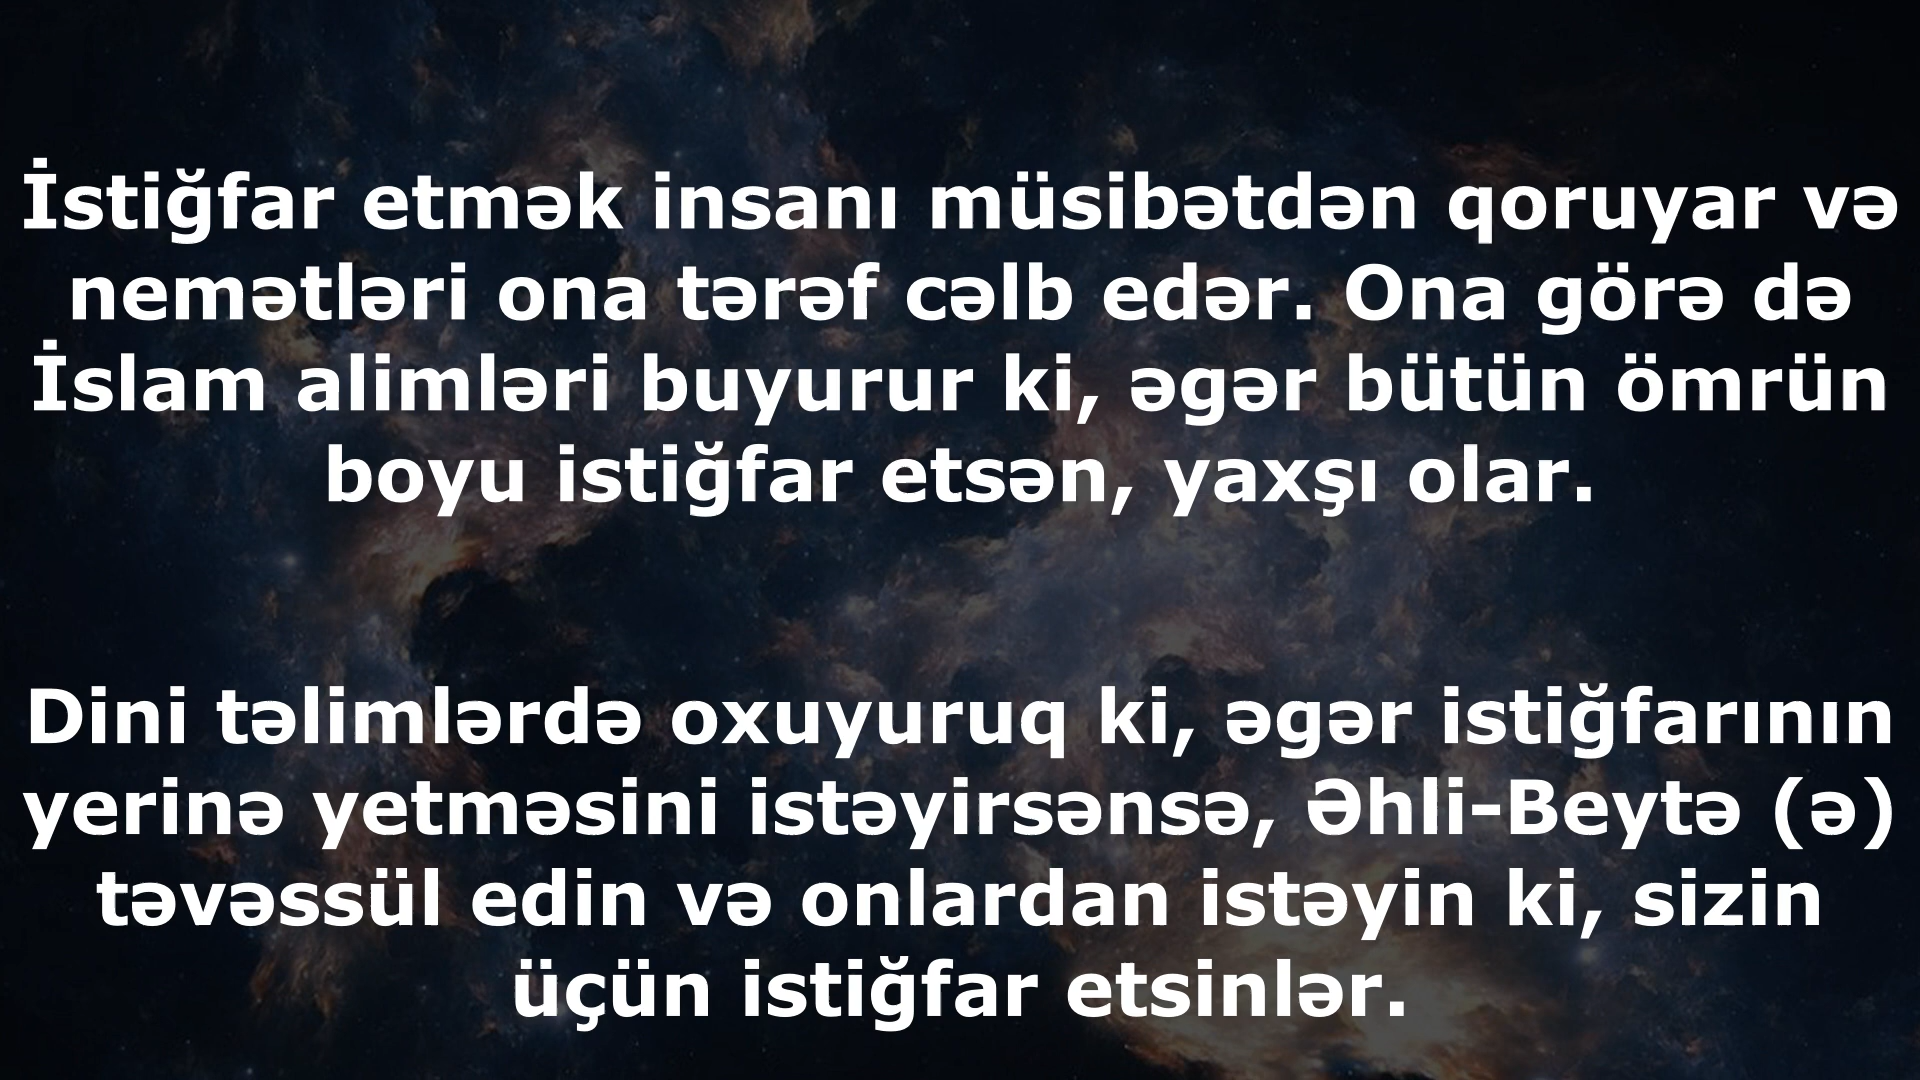 İstiğfar etmək insanı müsibətdən qoruyar və
nemətləri ona tərəf cəlb edər. Ona görə də
İslam alimləri buyurur ki, əgər bütün ömrün
boyu istiğfar etsən, yaxşı olar.
Dini təlimlərdə oxuyuruq ki, əgər istiğfarının
yerinə yetməsini istəyirsənsə, Əhli-Beytə (ə)
təvəssül edin və onlardan istəyin ki, sizin
üçün istiğfar etsinlər.